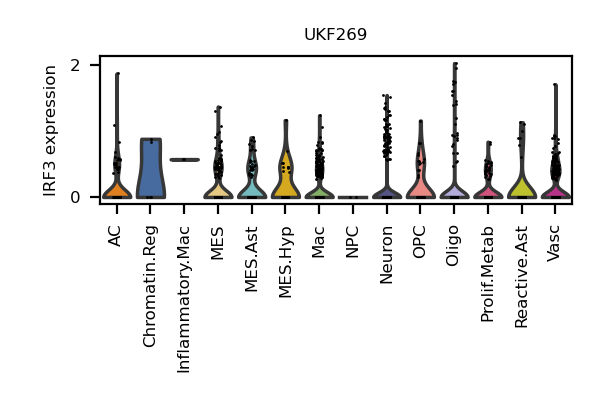 UKF269
IRF3 expression
2
0
AC
Chromatin.Reg
Inflammatory.Mac
MES
MES.Ast
MES.Hyp
Mac
NPC
Neuron
OPC
Oligo
Prolif.Metab
Reactive.Ast
Vasc